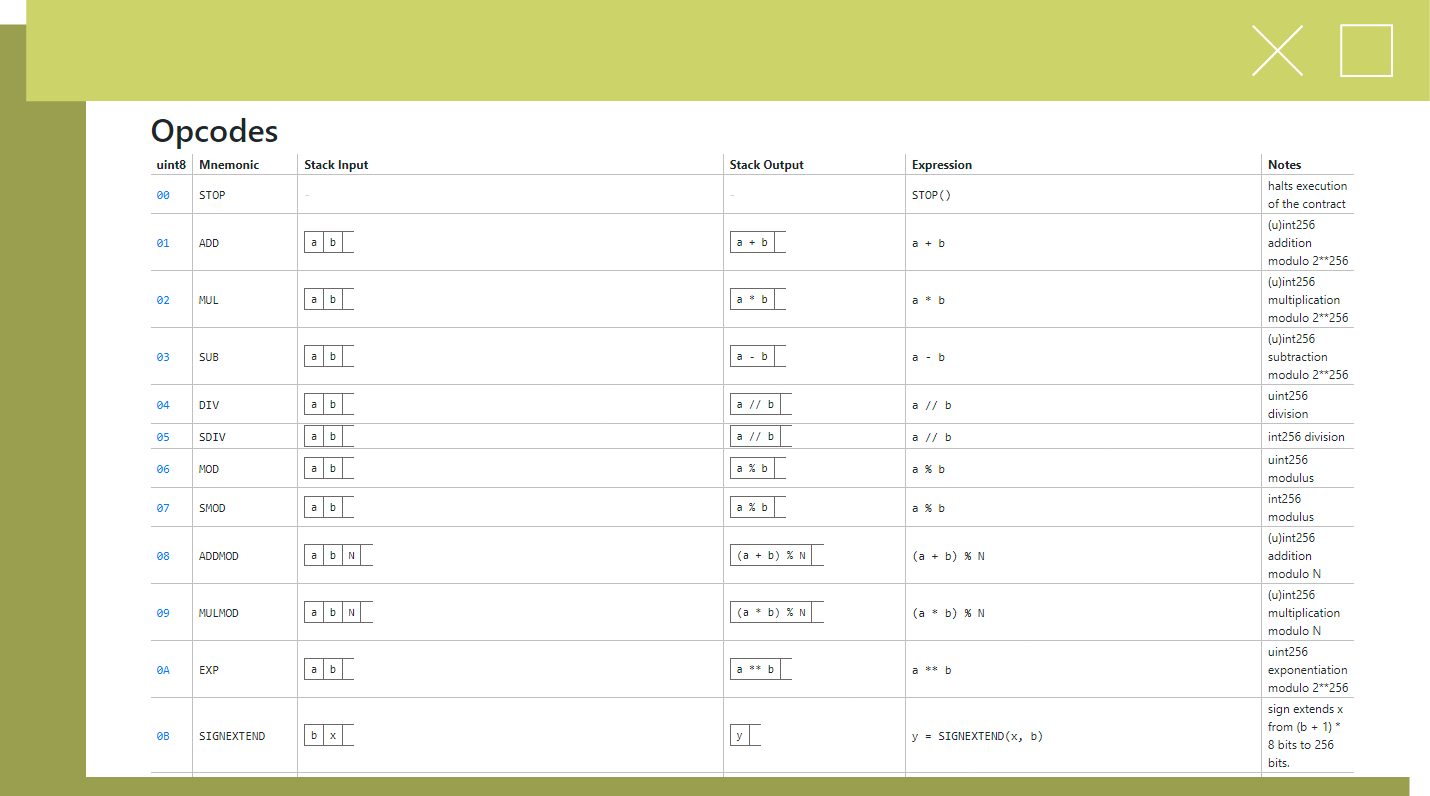 Opcodes
uint8 Mnemonic Stack Input Stack Output Expression Notes
00 STOP - - STOP() halts execution
of the contract
01 ADD a b a + b a + b (u)int256
addition
modulo 2**256
02 MUL a b a * b a * b (u)int256
multiplication
modulo 2**256
03 SUB a b a - b a - b (u)int256
subtraction
modulo 2**256
04 DIV a b a // b a // b uint256
division
05 SDIV a b a // b a // b int256 division
06 MOD a b a % b a % b uint256
modulus
07 SMOD a b a % b a % b int256
modulus
08 ADDMOD a b N (a + b) % N (a + b) % N (u)int256
addition
modulo N
09 MULMOD a b N (a * b) % N (a * b) % N (u)int256
multiplication
modulo N
0A EXP a b a ** b a ** b uint256
exponentiation
modulo 2**256
0B SIGNEXTEND b x y y = SIGNEXTEND(x, b) sign extends x
from (b + 1) *
8 bits to 256
bits.